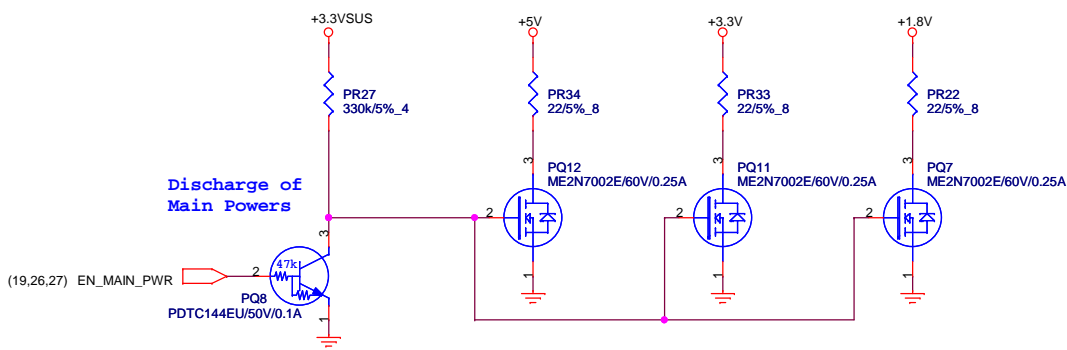 +3.3VSUS
+5V
+3.3V
+1.8V
PR27
330k/5%_4
PR34
22/5%_8
PR33
22/5%_8
PR22
22/5%_8
3
PQ12
ME2N7002E/60V/0.25A
2
1
3
PQ11
ME2N7002E/60V/0.25A
2
1
3
PQ7
ME2N7002E/60V/0.25A
2
1
Discharge of
Main Powers
3
47k
2
(19,26,27) EN_MAIN_PWR
PQ8
PDTC144EU/50V/0.1A
1